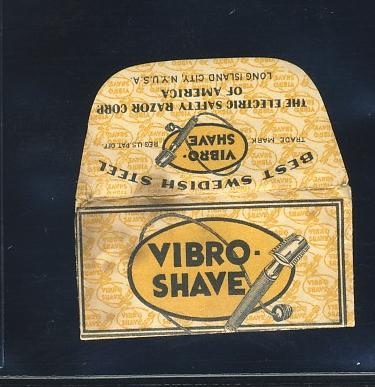 BEST SWEDISH STEEL
TRADE MARK
REG. US. PAT. OFF.
VIBRO-
SHAVE
THE ELECTRIC SAFETY RAZOR CORP.
OF AMERICA
LONG ISLAND CITY, N.Y. U.S.A.
VIBRO-
SHAVE